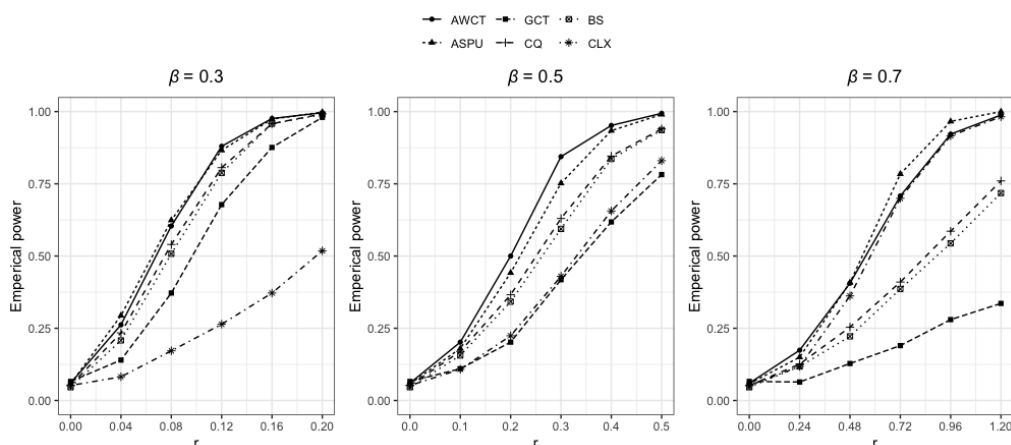 AWCT GCT BS
ASPU CQ CLX
β = 0.3
β = 0.5
β = 0.7
Emperical power
1.00
0.75
0.50
0.25
0.00
0.00 0.04 0.08 0.12 0.16 0.20
r
Emperical power
1.00
0.75
0.50
0.25
0.00
0.0 0.1 0.2 0.3 0.4 0.5
r
Emperical power
1.00
0.75
0.50
0.25
0.00
0.00 0.24 0.48 0.72 0.96 1.20
r